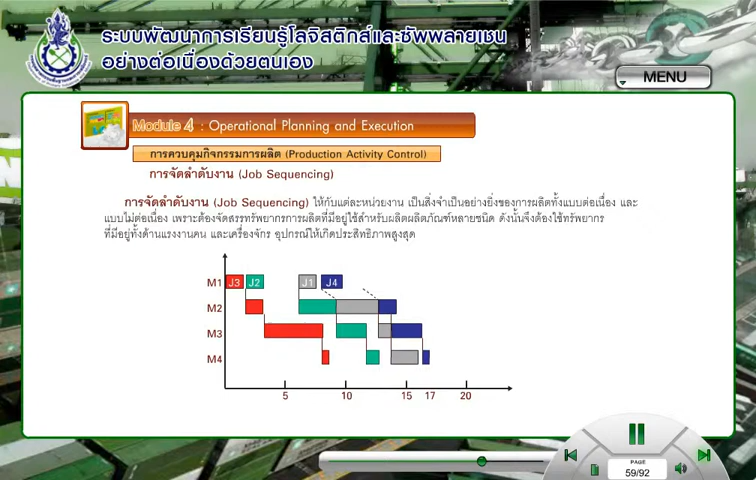 ระบบพัฒนาการเรียนรู้โลจิสติกส์และซัพพลายเชน
อย่างต่อเนื่องด้วยตนเอง
MENU
Module 4 : Operational Planning and Execution
การควบคุมกิจกรรมการผลิต (Production Activity Control)
การจัดลำดับงาน (Job Sequencing)
การจัดลำดับงาน (Job Sequencing) ให้กับแต่ละหน่วยงาน เป็นสิ่งจำเป็นอย่างยิ่งของการผลิตทั้งแบบต่อเนื่อง และ
แบบไม่ต่อเนื่อง เพราะต้องจัดสรรทรัพยากรการผลิตที่มีอยู่ใช้สำหรับผลิตผลิตภัณฑ์หลายชนิด ดังนั้นจึงต้องใช้ทรัพยากร
ที่มีอยู่ทั้งด้านแรงงานคน และเครื่องจักร อุปกรณ์ให้เกิดประสิทธิภาพสูงสุด
M1 J3 J2 J1 J4
M2
M3
M4
5 10 15 17 20
PAGE
59/92